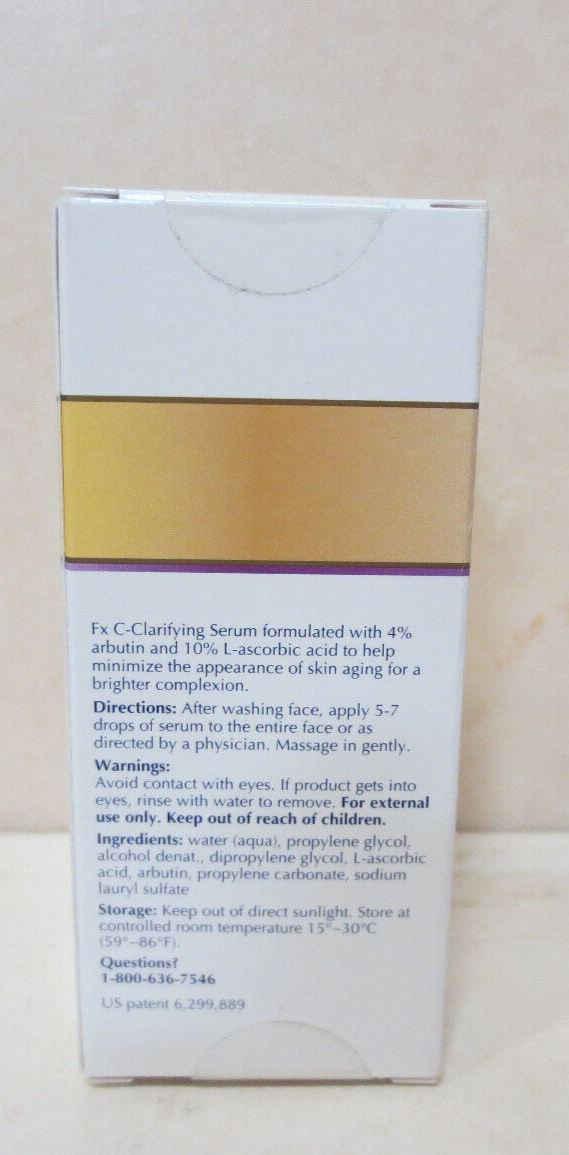 Fx C-Clarifying Serum formulated with 4%
arbutin and 10% L-ascorbic acid to help
minimize the appearance of skin aging for a
brighter complexion.
Directions: After washing face, apply 5-7
drops of serum to the entire face or as
directed by a physician. Massage in gently.
Warnings:
Avoid contact with eyes. If product gets into
eyes, rinse with water to remove. For external
use only. Keep out of reach of children.
Ingredients: water (aqua), propylene glycol,
alcohol denat., dipropylene glycol, L-ascorbic
acid, arbutin, propylene carbonate, sodium
lauryl sulfate
Storage: Keep out of direct sunlight. Store at
controlled room temperature 15°–30°C
(59°–86°F).
Questions?
1-800-636-7546
US patent 6,299,889